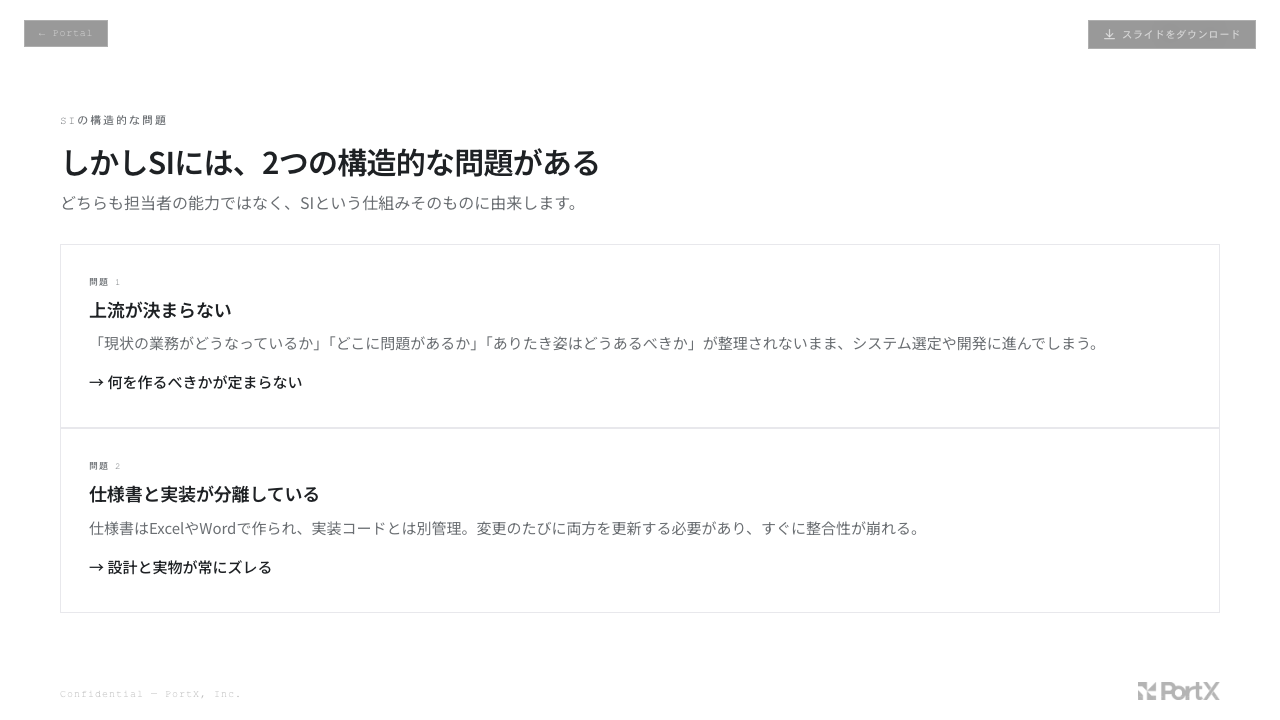 ← Portal
スライドをダウンロード
SIの構造的な問題
しかしSIには、2つの構造的な問題がある
どちらも担当者の能力ではなく、SIという仕組みそのものに由来します。
問題 1
上流が決まらない
「現状の業務がどうなっているか」「どこに問題があるか」「ありたき姿はどうあるべきか」が整理されないまま、システム選定や開発に進んでしまう。
→ 何を作るべきかが定まらない
問題 2
仕様書と実装が分離している
仕様書はExcelやWordで作られ、実装コードとは別管理。変更のたびに両方を更新する必要があり、すぐに整合性が崩れる。
→ 設計と実物が常にズレる
Confidential — PortX, Inc.
PortX